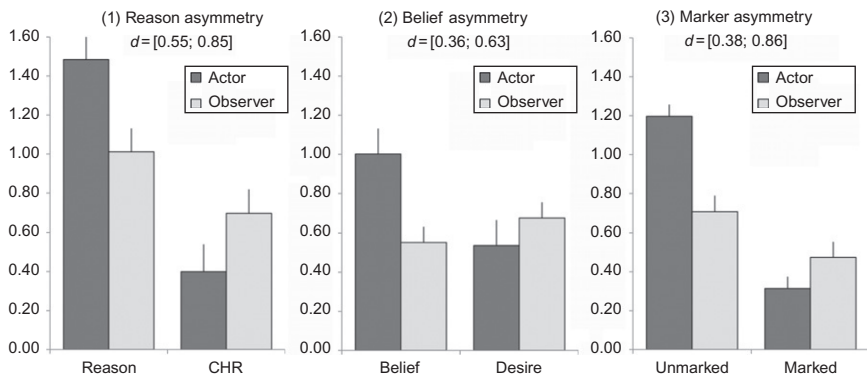 (1) Reason asymmetry
d=[0.55; 0.85]
1.60
1.40
1.20
1.00
0.80
0.60
0.40
0.20
0.00
Actor
Observer
Reason CHR
(2) Belief asymmetry
d=[0.36; 0.63]
1.60
1.40
1.20
1.00
0.80
0.60
0.40
0.20
0.00
Actor
Observer
Belief Desire
(3) Marker asymmetry
d=[0.38; 0.86]
1.60
1.40
1.20
1.00
0.80
0.60
0.40
0.20
0.00
Actor
Observer
Unmarked Marked